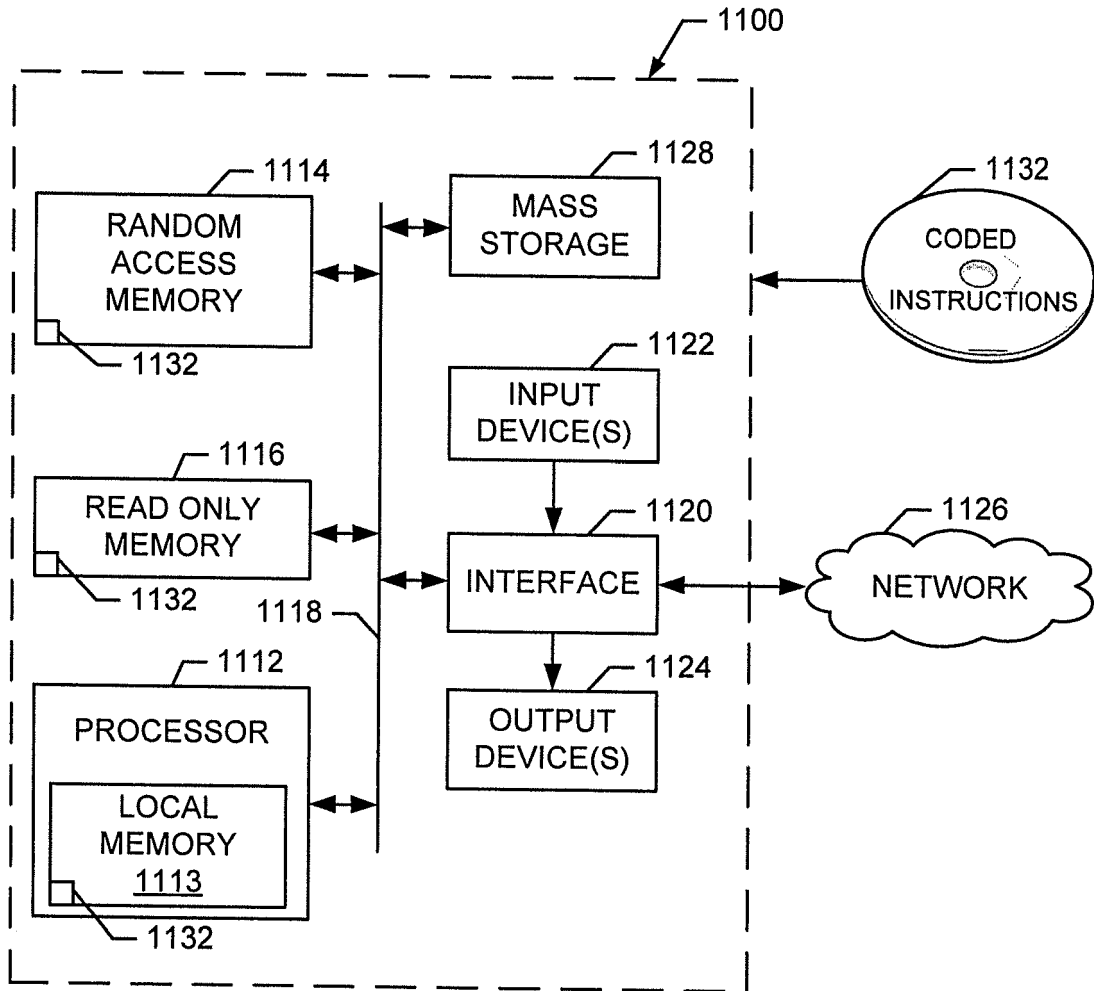 1100
1114
RANDOM
ACCESS
MEMORY
1132
1128
MASS
STORAGE
1132
CODED
INSTRUCTIONS
1122
INPUT
DEVICE(S)
1116
READ ONLY
MEMORY
1132
1120
INTERFACE
1126
NETWORK
1118
1112
PROCESSOR
LOCAL
MEMORY
1113
1132
1124
OUTPUT
DEVICE(S)